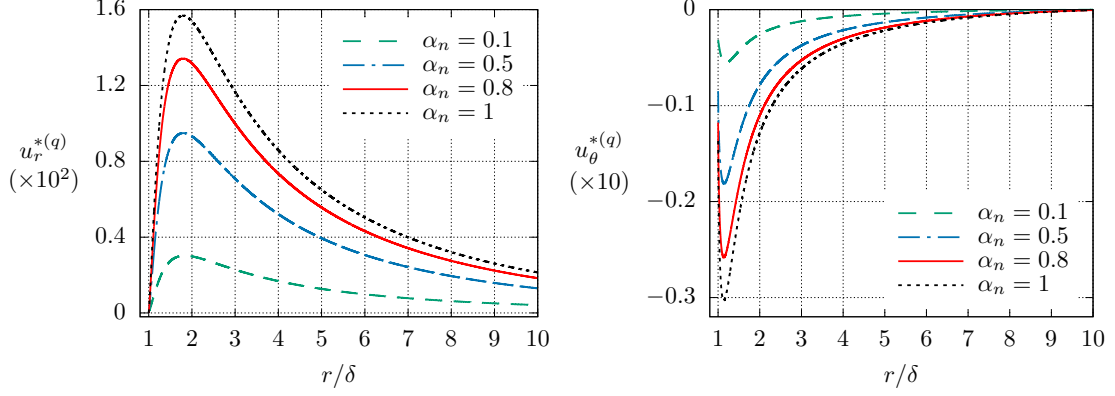 1.6
1.2
0.8
0.4
0
u_r^{*(q)}
(×10^2)
α_n = 0.1
α_n = 0.5
α_n = 0.8
α_n = 1
1 2 3 4 5 6 7 8 9 10
r/δ
0
−0.1
−0.2
−0.3
u_θ^{*(q)}
(×10)
α_n = 0.1
α_n = 0.5
α_n = 0.8
α_n = 1
1 2 3 4 5 6 7 8 9 10
r/δ